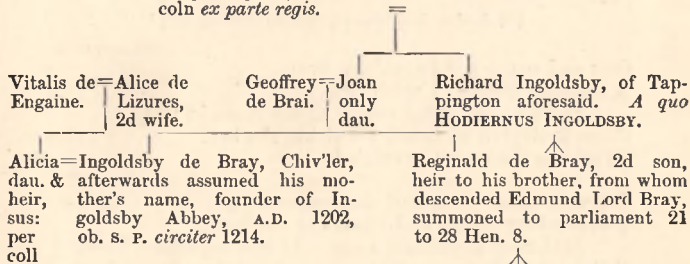 coln ex parte regis.
=
Vitalis de=Alice de
Engaine. Lizures,
2d wife.
Geoffrey=Joan
de Brai. only
dau.
Richard Ingoldsby, of Tap-
pington aforesaid. A quo
HODIERNUS INGOLDSBY.
Alicia=Ingoldsby de Bray, Chiv'ler,
dau. & afterwards assumed his mo-
heir, ther's name, founder of In-
sus: goldsby Abbey, A.D. 1202,
per ob. s. P. circiter 1214.
coll
Reginald de Bray, 2d son,
heir to his brother, from whom
descended Edmund Lord Bray,
summoned to parliament 21
to 28 Hen. 8.